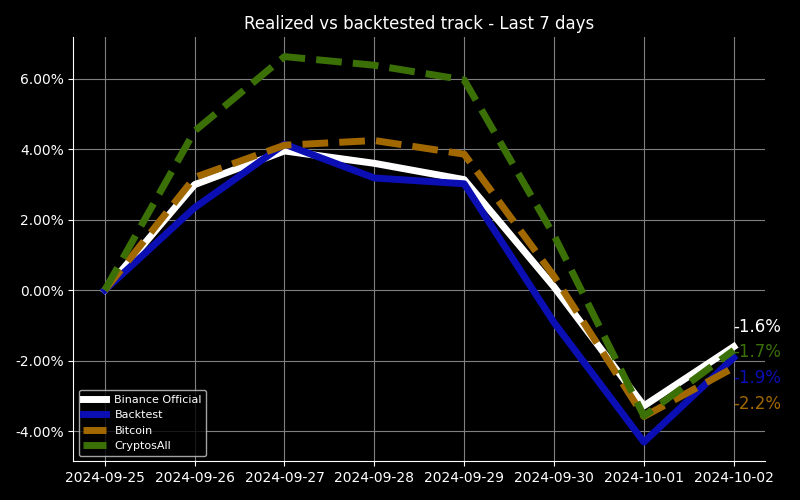 Realized vs backtested track - Last 7 days
6.00%
4.00%
2.00%
0.00%
-2.00%
-4.00%
-1.6%
-1.7%
-1.9%
-2.2%
Binance Official
Backtest
Bitcoin
CryptosAll
2024-09-25 2024-09-26 2024-09-27 2024-09-28 2024-09-29 2024-09-30 2024-10-01 2024-10-02